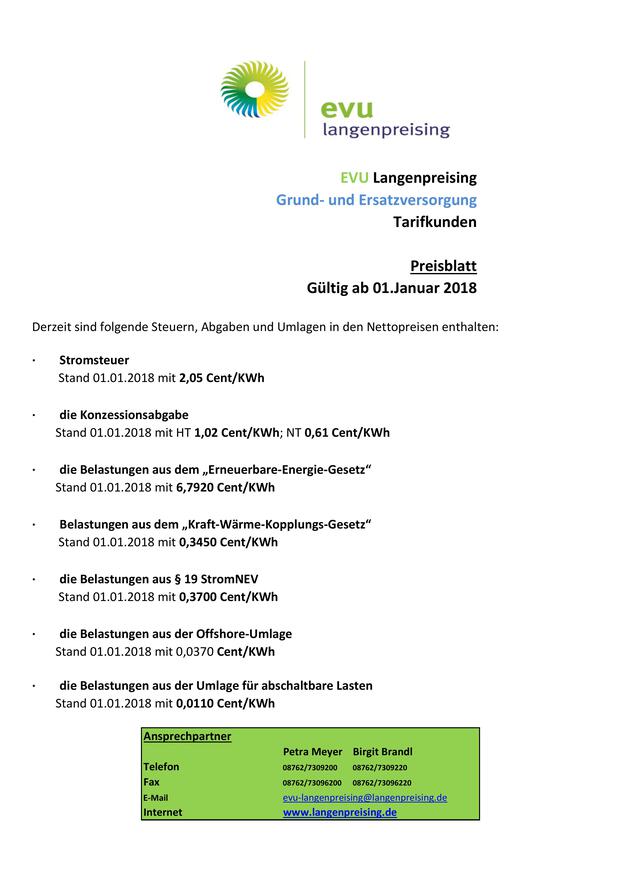 evu
langenpreising
EVU Langenpreising
Grund- und Ersatzversorgung
Tarifkunden
Preisblatt
Gültig ab 01.Januar 2018
Derzeit sind folgende Steuern, Abgaben und Umlagen in den Nettopreisen enthalten:
· Stromsteuer
Stand 01.01.2018 mit 2,05 Cent/KWh
· die Konzessionsabgabe
Stand 01.01.2018 mit HT 1,02 Cent/KWh; NT 0,61 Cent/KWh
· die Belastungen aus dem „Erneuerbare-Energie-Gesetz“
Stand 01.01.2018 mit 6,7920 Cent/KWh
· Belastungen aus dem „Kraft-Wärme-Kopplungs-Gesetz“
Stand 01.01.2018 mit 0,3450 Cent/KWh
· die Belastungen aus § 19 StromNEV
Stand 01.01.2018 mit 0,3700 Cent/KWh
· die Belastungen aus der Offshore-Umlage
Stand 01.01.2018 mit 0,0370 Cent/KWh
· die Belastungen aus der Umlage für abschaltbare Lasten
Stand 01.01.2018 mit 0,0110 Cent/KWh
Ansprechpartner
Petra Meyer Birgit Brandl
Telefon 08762/7309200 08762/7309220
Fax 08762/73096200 08762/73096220
E-Mail evu-langenpreising@langenpreising.de
Internet www.langenpreising.de